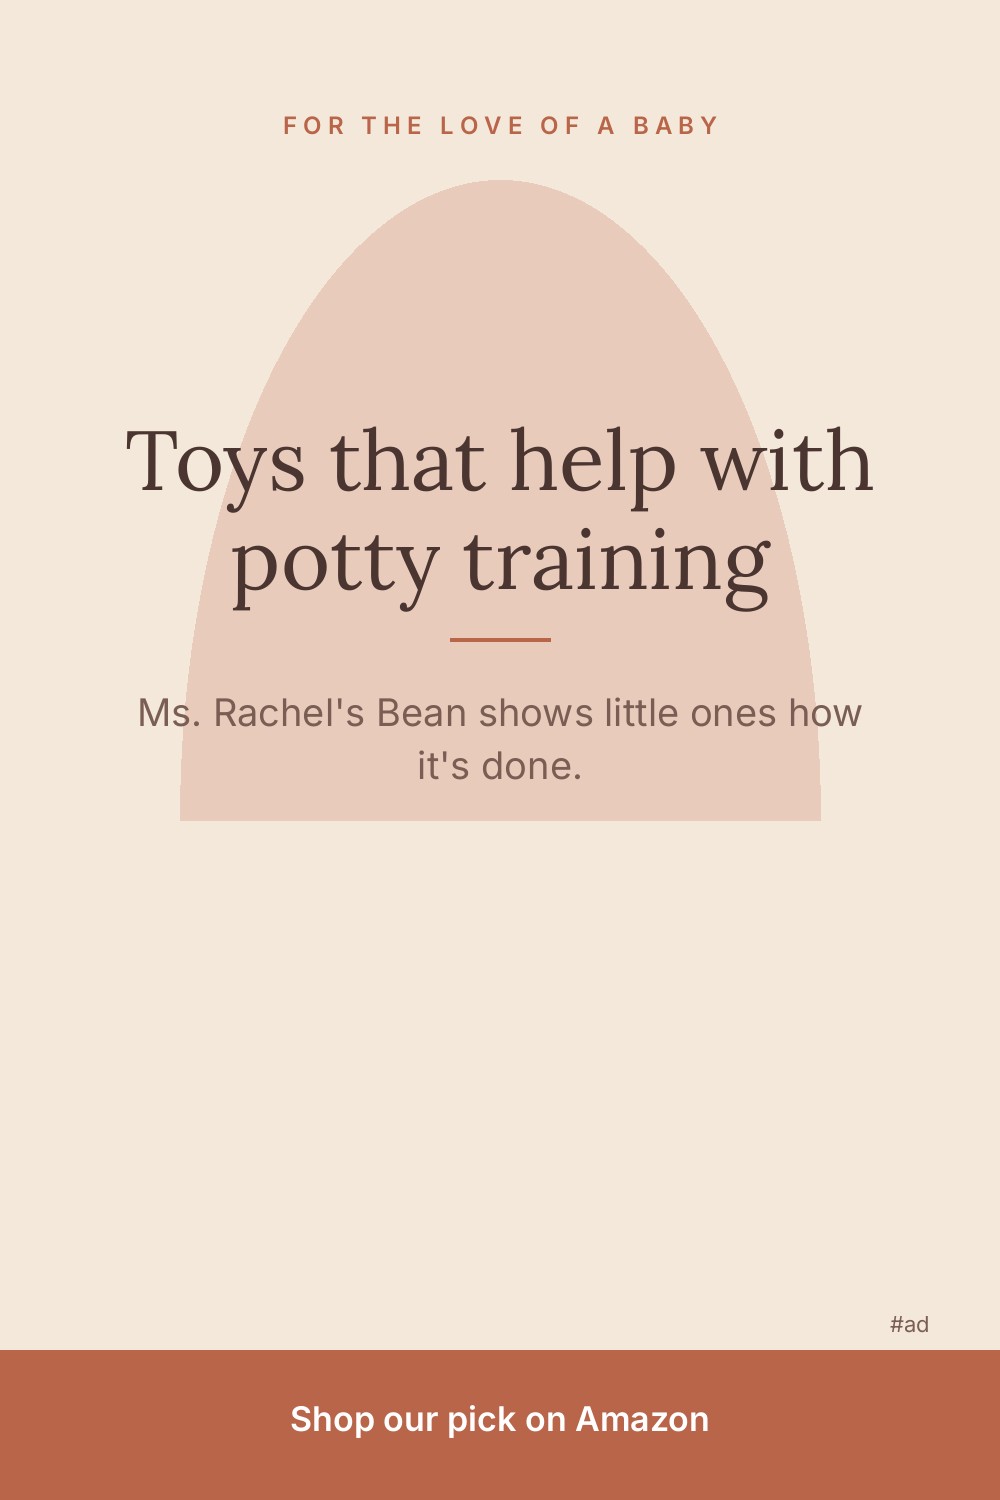 FOR THE LOVE OF A BABY
Toys that help with
potty training
Ms. Rachel's Bean shows little ones how
it's done.
#ad
Shop our pick on Amazon